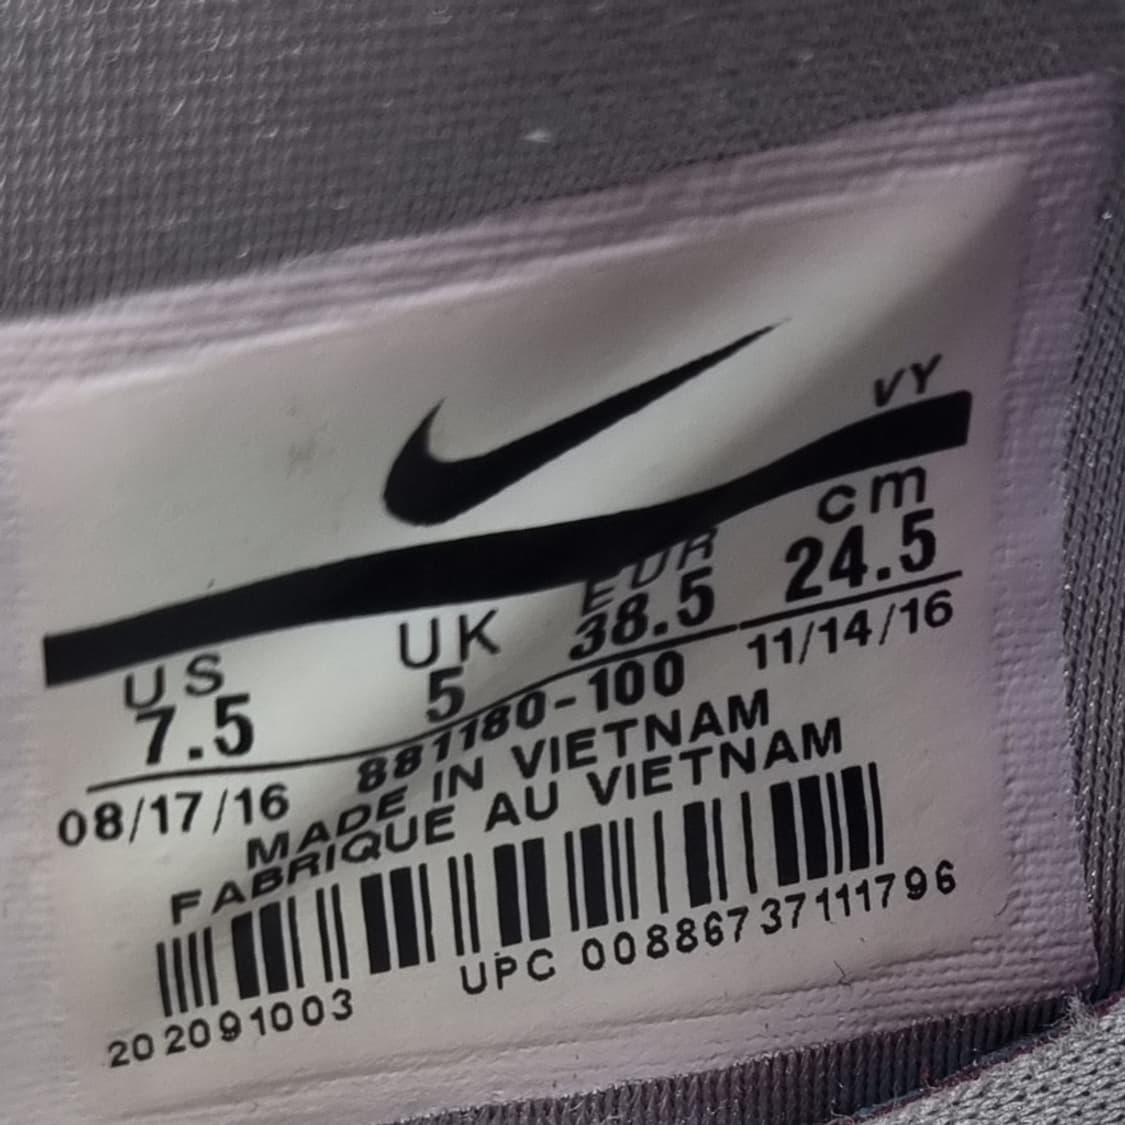 VY
US UK EUR cm
7.5 5 38.5 24.5
08/17/16 881180-100 11/14/16
MADE IN VIETNAM
FABRIQUE AU VIETNAM
202091003 UPC 00886737111796